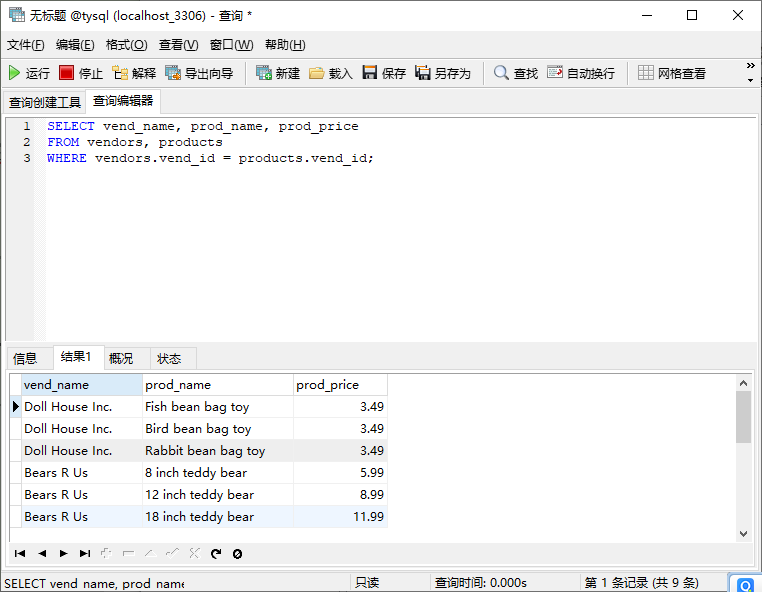 无标题 @tysql (localhost_3306) - 查询 *
文件(F) 编辑(E) 格式(O) 查看(V) 窗口(W) 帮助(H)
运行 停止 解释 导出向导 新建 载入 保存 另存为 查找 自动换行 网格查看 »
查询创建工具 查询编辑器
1 SELECT vend_name, prod_name, prod_price
2 FROM vendors, products
3 WHERE vendors.vend_id = products.vend_id;
信息 结果1 概况 状态
vend_name prod_name prod_price
Doll House Inc. Fish bean bag toy 3.49
Doll House Inc. Bird bean bag toy 3.49
Doll House Inc. Rabbit bean bag toy 3.49
Bears R Us 8 inch teddy bear 5.99
Bears R Us 12 inch teddy bear 8.99
Bears R Us 18 inch teddy bear 11.99
SELECT vend_name, prod_name 只读 查询时间: 0.000s 第 1 条记录 (共 9 条)